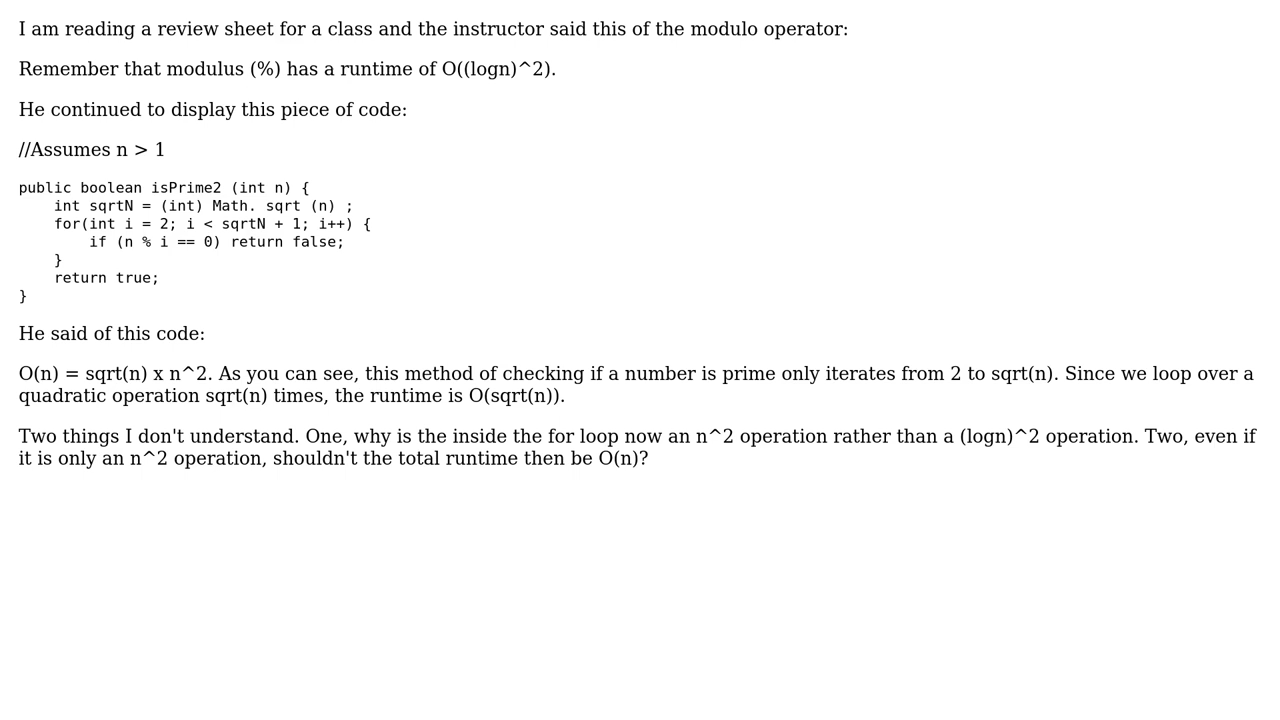 I am reading a review sheet for a class and the instructor said this of the modulo operator:
Remember that modulus (%) has a runtime of O((logn)^2).
He continued to display this piece of code:
//Assumes n > 1
public boolean isPrime2 (int n) {
    int sqrtN = (int) Math. sqrt (n) ;
    for(int i = 2; i < sqrtN + 1; i++) {
        if (n % i == 0) return false;
    }
    return true;
}
He said of this code:
O(n) = sqrt(n) x n^2. As you can see, this method of checking if a number is prime only iterates from 2 to sqrt(n). Since we loop over a
quadratic operation sqrt(n) times, the runtime is O(sqrt(n)).
Two things I don't understand. One, why is the inside the for loop now an n^2 operation rather than a (logn)^2 operation. Two, even if
it is only an n^2 operation, shouldn't the total runtime then be O(n)?